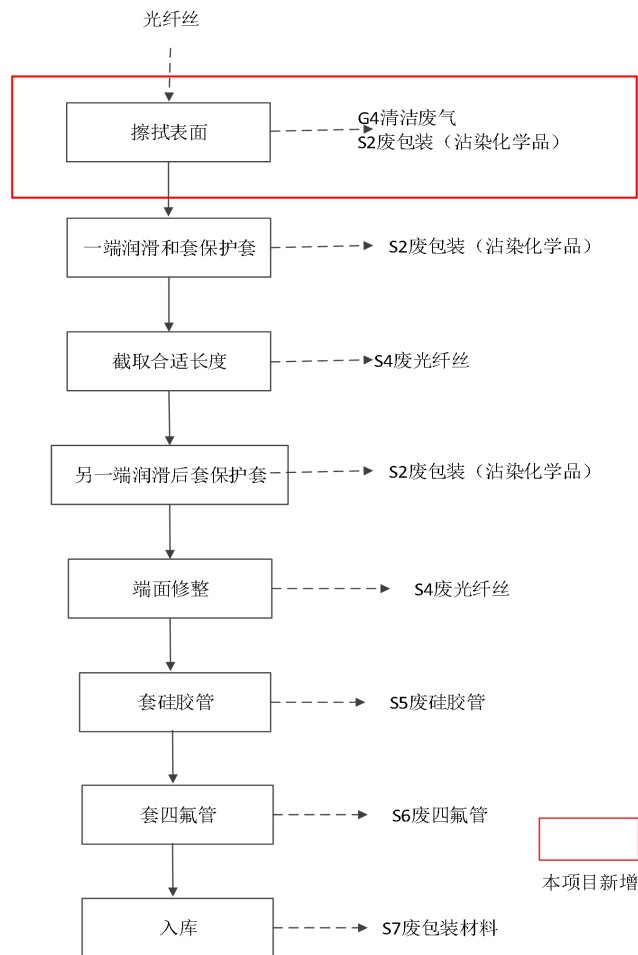 光纤丝
擦拭表面
G4清洁废气
S2废包装（沾染化学品）
一端润滑和套保护套
S2废包装（沾染化学品）
截取合适长度
S4废光纤丝
另一端润滑后套保护套
S2废包装（沾染化学品）
端面修整
S4废光纤丝
套硅胶管
S5废硅胶管
套四氟管
S6废四氟管
本项目新增
入库
S7废包装材料